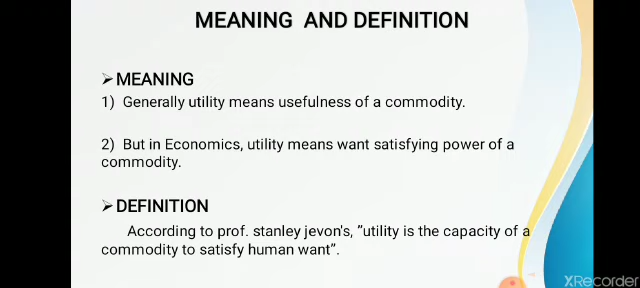 MEANING AND DEFINITION
➢MEANING
1) Generally utility means usefulness of a commodity.
2) But in Economics, utility means want satisfying power of a
commodity.
➢DEFINITION
According to prof. stanley jevon's, "utility is the capacity of a
commodity to satisfy human want".
XRecorder